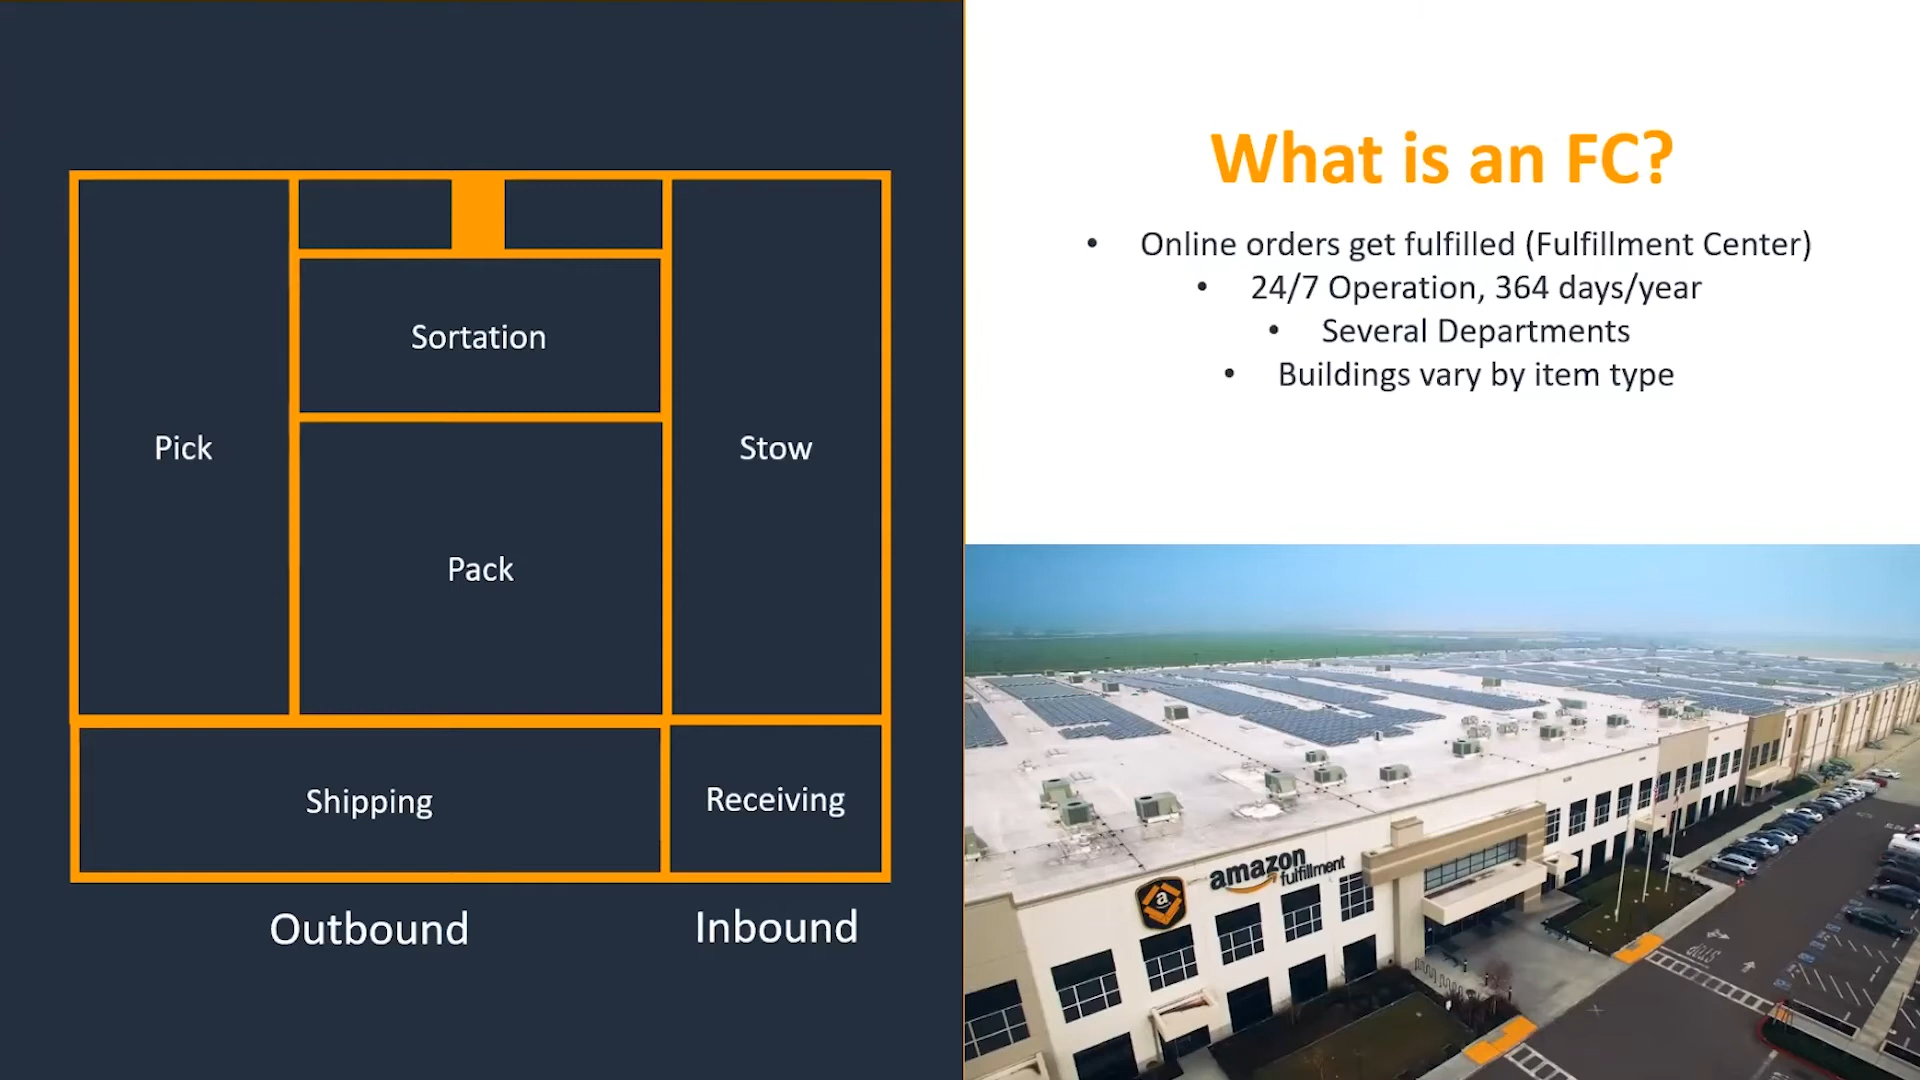 What is an FC?
• Online orders get fulfilled (Fulfillment Center)
• 24/7 Operation, 364 days/year
• Several Departments
• Buildings vary by item type
Sortation
Pick
Stow
Pack
Shipping
Receiving
Outbound
Inbound
amazon
fulfillment
a
STOP